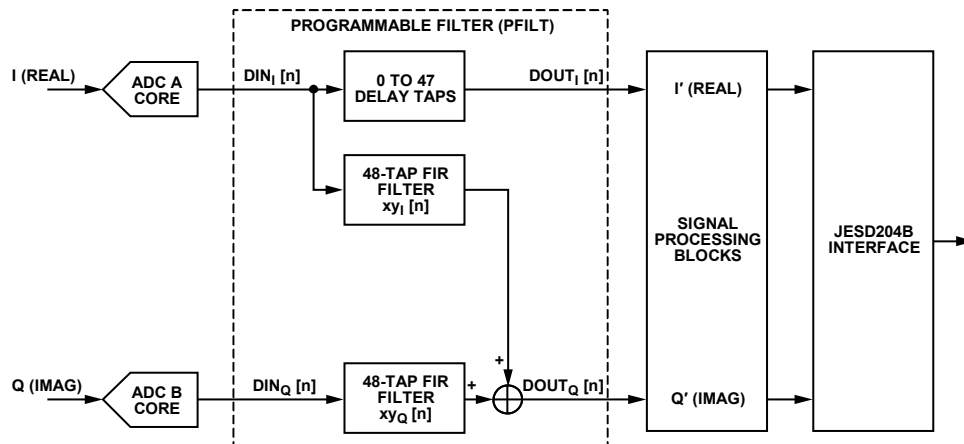 PROGRAMMABLE FILTER (PFILT)
I (REAL)
ADC A
CORE
DINI [n]
0 TO 47
DELAY TAPS
DOUTI [n]
I′ (REAL)
48-TAP FIR
FILTER
xyI [n]
SIGNAL
PROCESSING
BLOCKS
JESD204B
INTERFACE
+
Q (IMAG)
ADC B
CORE
DINQ [n]
48-TAP FIR
FILTER
xyQ [n]
+
DOUTQ [n]
Q′ (IMAG)